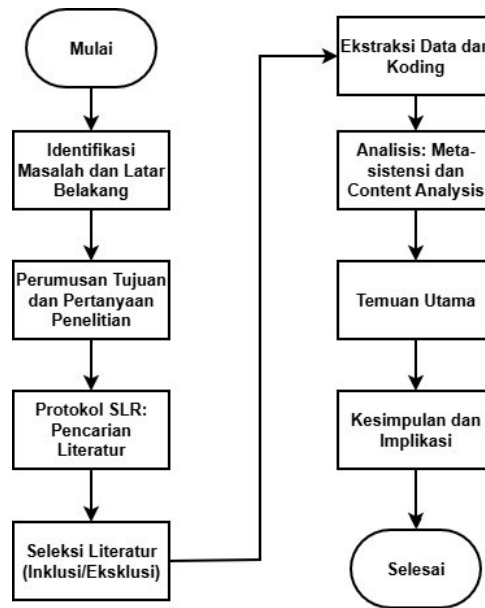 Mulai
Identifikasi
Masalah dan Latar
Belakang
Perumusan Tujuan
dan Pertanyaan
Penelitian
Protokol SLR:
Pencarian
Literatur
Seleksi Literatur
(Inklusi/Eksklusi)
Ekstraksi Data dan
Koding
Analisis: Meta-
sistensi dan
Content Analysis
Temuan Utama
Kesimpulan dan
Implikasi
Selesai